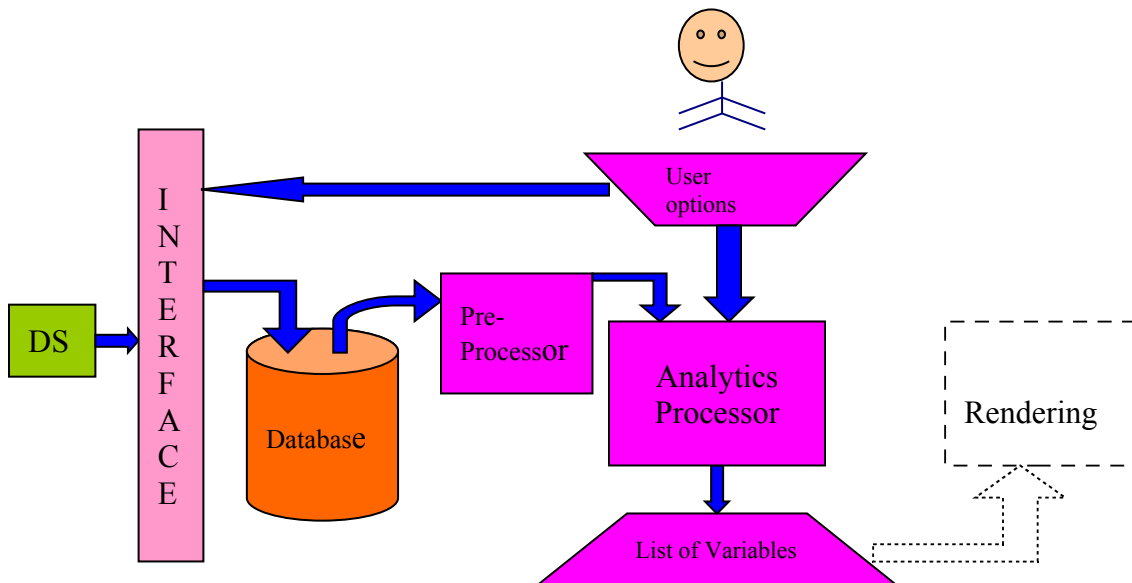 User
options
I
N
T
E
R
F
A
C
E
DS
Database
Pre-
Processor
Analytics
Processor
Rendering
List of Variables